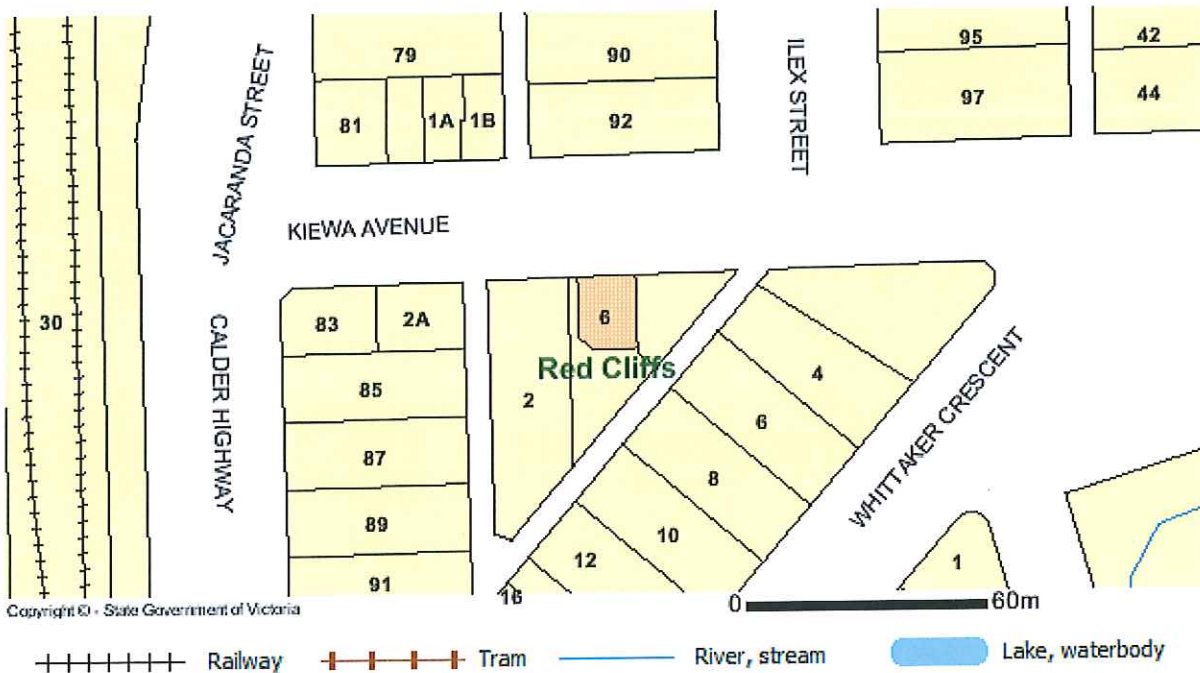 79
90
95
42
81
1A
1B
92
97
44
JACARANDA STREET
ILEX STREET
KIEWA AVENUE
30
83
2A
6
CALDER HIGHWAY
Red Cliffs
85
2
4
87
6
8
WHITTAKER CRESCENT
89
10
91
12
1
16
0
60m
Copyright © - State Government of Victoria
Railway
Tram
River, stream
Lake, waterbody